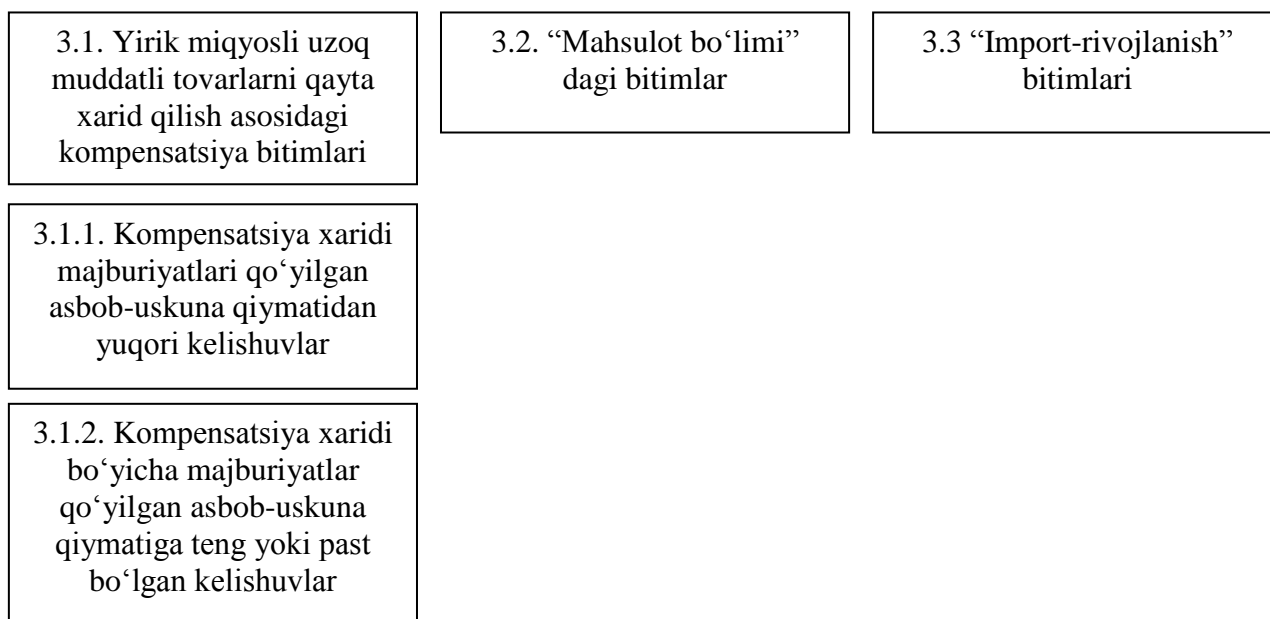 3.1. Yirik miqyosli uzoq
muddatli tovarlarni qayta
xarid qilish asosidagi
kompensatsiya bitimlari
3.2. “Mahsulot bo‘limi”
dagi bitimlar
3.3 “Import-rivojlanish”
bitimlari
3.1.1. Kompensatsiya xaridi
majburiyatlari qo‘yilgan
asbob-uskuna qiymatidan
yuqori kelishuvlar
3.1.2. Kompensatsiya xaridi
bo‘yicha majburiyatlar
qo‘yilgan asbob-uskuna
qiymatiga teng yoki past
bo‘lgan kelishuvlar